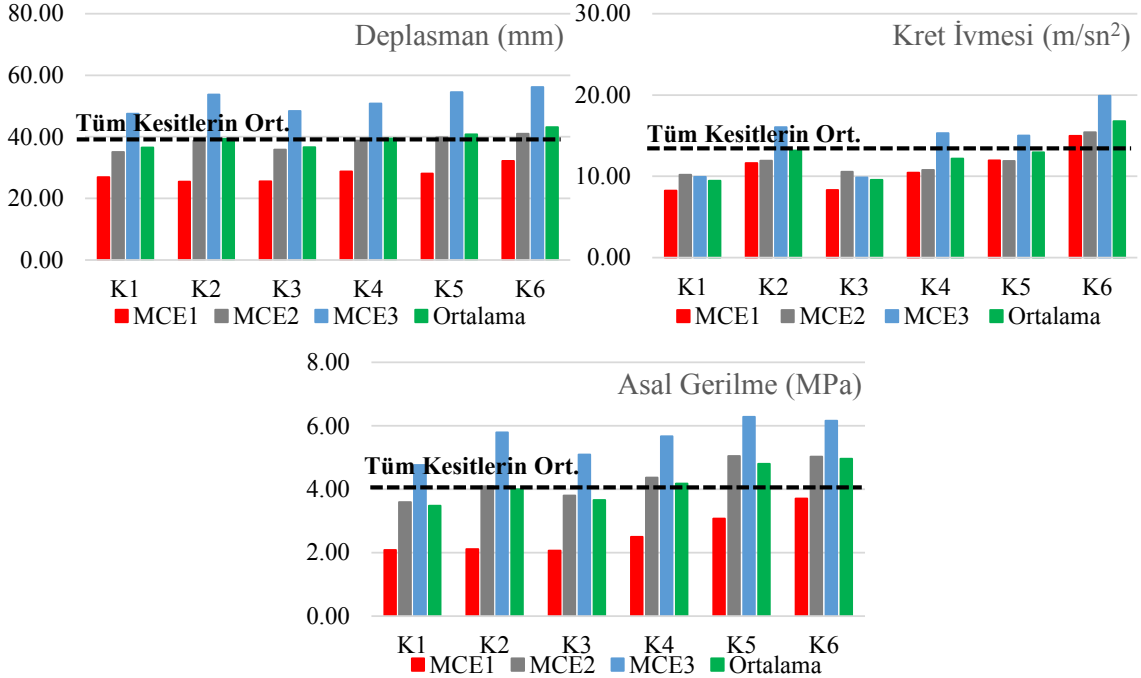 Deplasman (mm)
80.00
60.00
40.00
20.00
0.00
Tüm Kesitlerin Ort.
K1 K2 K3 K4 K5 K6
MCE1 MCE2 MCE3 Ortalama
Kret İvmesi (m/sn²)
30.00
20.00
10.00
0.00
Tüm Kesitlerin Ort.
K1 K2 K3 K4 K5 K6
MCE1 MCE2 MCE3 Ortalama
Asal Gerilme (MPa)
8.00
6.00
4.00
2.00
0.00
Tüm Kesitlerin Ort.
K1 K2 K3 K4 K5 K6
MCE1 MCE2 MCE3 Ortalama